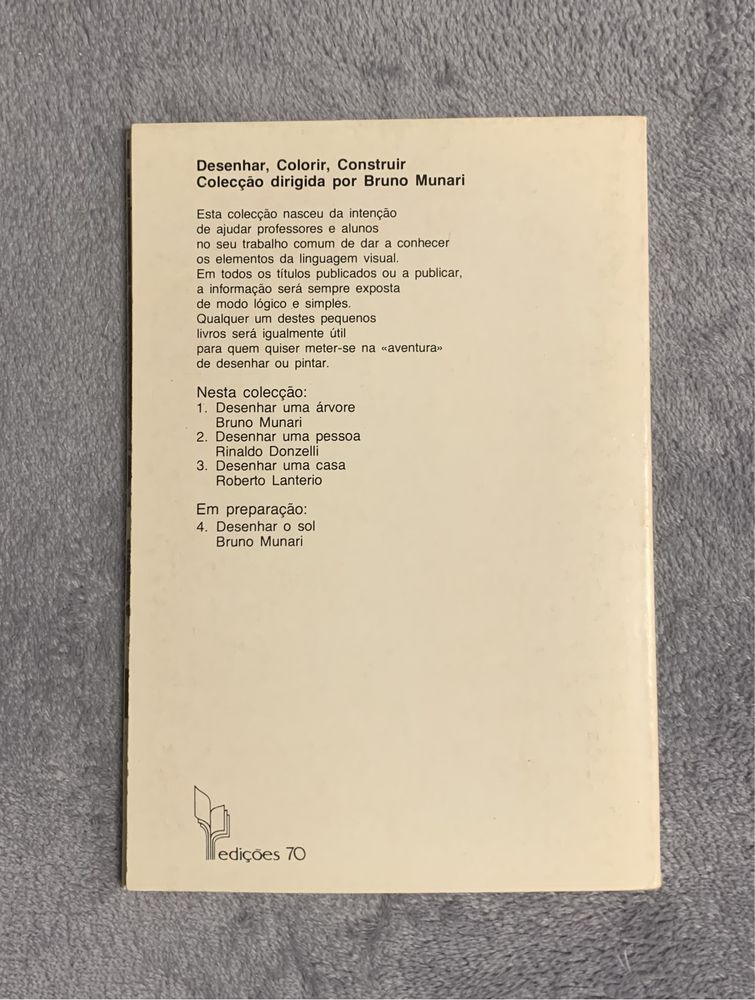 Desenhar, Colorir, Construir
Colecção dirigida por Bruno Munari
Esta colecção nasceu da intenção
de ajudar professores e alunos
no seu trabalho comum de dar a conhecer
os elementos da linguagem visual.
Em todos os títulos publicados ou a publicar,
a informação será sempre exposta
de modo lógico e simples.
Qualquer um destes pequenos
livros será igualmente útil
para quem quiser meter-se na «aventura»
de desenhar ou pintar.
Nesta colecção:
1. Desenhar uma árvore
Bruno Munari
2. Desenhar uma pessoa
Rinaldo Donzelli
3. Desenhar uma casa
Roberto Lanterio
Em preparação:
4. Desenhar o sol
Bruno Munari
edições 70